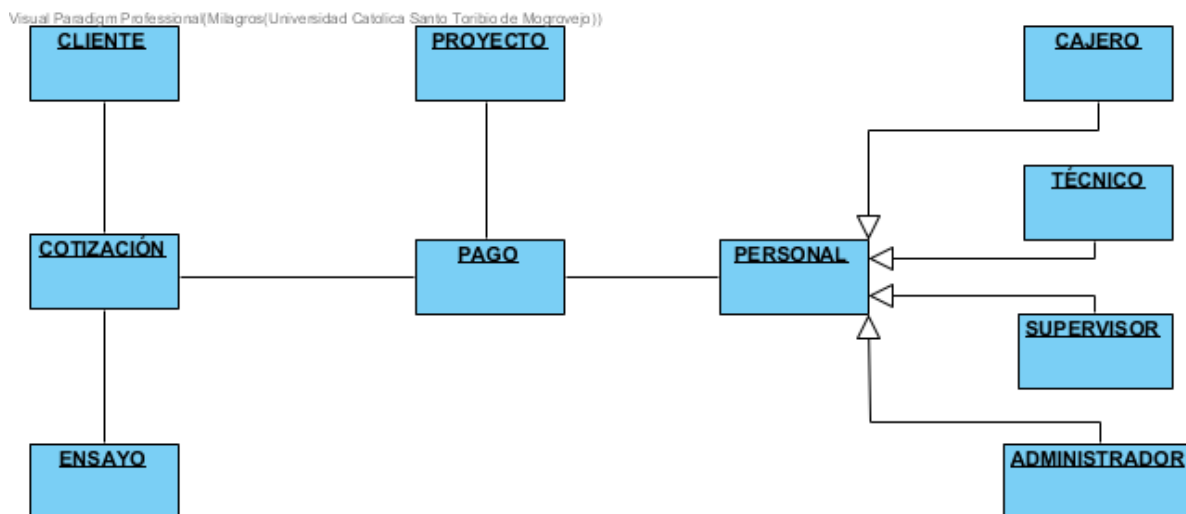 Visual Paradigm Professional(Milagros(Universidad Catolica Santo Toribio de Mogrovejo))
CLIENTE
PROYECTO
CAJERO
TÉCNICO
COTIZACIÓN
PAGO
PERSONAL
SUPERVISOR
ENSAYO
ADMINISTRADOR